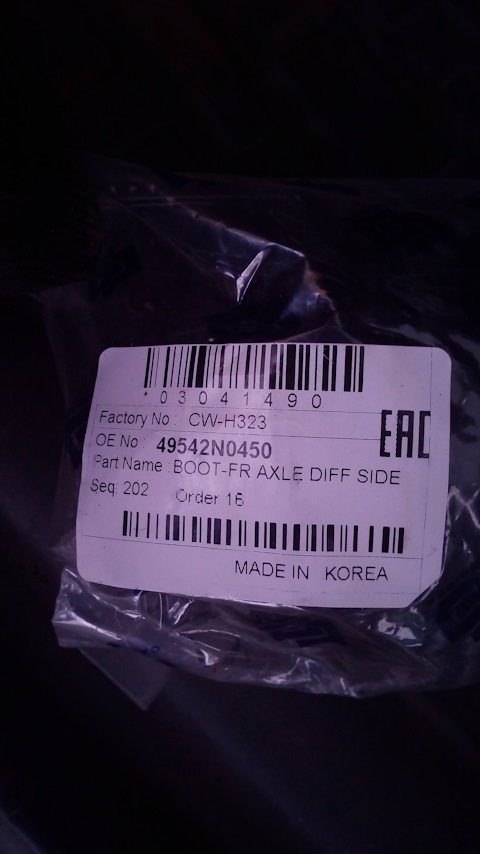 03041490
Factory No : CW-H323
EAC
OE No : 49542N0450
Part Name : BOOT-FR AXLE DIFF SIDE
Seq: 202 Order 16
MADE IN KOREA